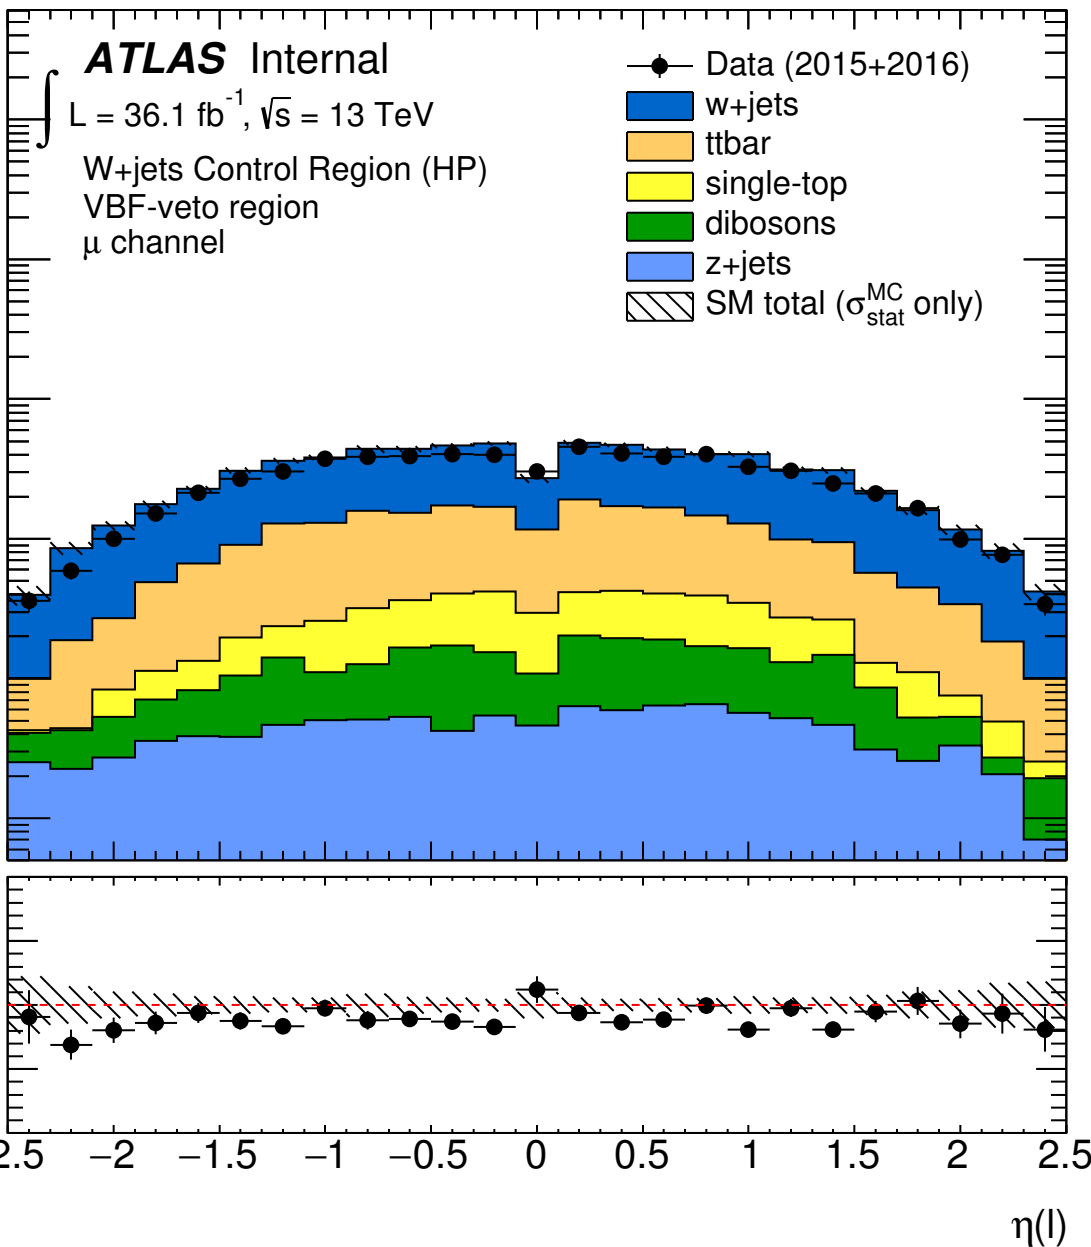 ATLAS Internal
∫ L = 36.1 fb⁻¹, √s = 13 TeV
W+jets Control Region (HP)
VBF-veto region
μ channel
Data (2015+2016)
w+jets
ttbar
single-top
dibosons
z+jets
SM total (σ^MC_stat only)
2.5 −2 −1.5 −1 −0.5 0 0.5 1 1.5 2 2.5
η(l)